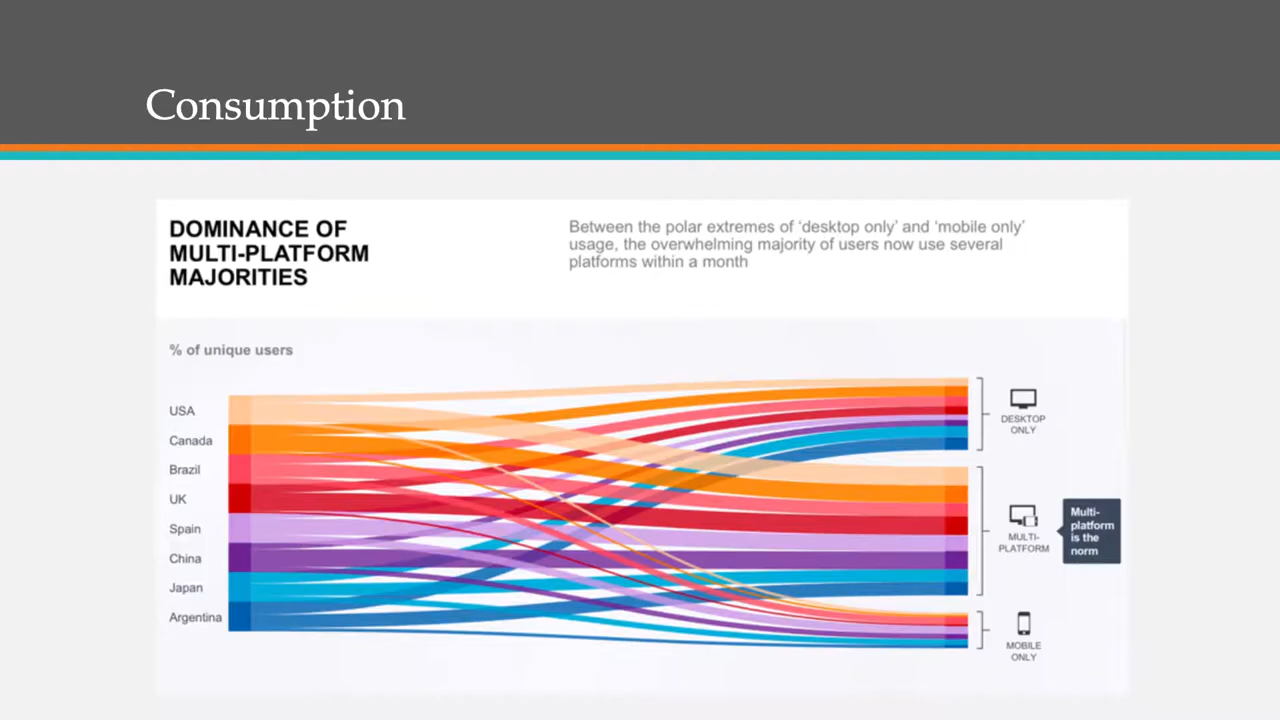 Consumption
DOMINANCE OF
MULTI-PLATFORM
MAJORITIES
Between the polar extremes of ‘desktop only’ and ‘mobile only’
usage, the overwhelming majority of users now use several
platforms within a month
% of unique users
USA
Canada
Brazil
UK
Spain
China
Japan
Argentina
DESKTOP
ONLY
MULTI-
PLATFORM
Multi-
platform
is the
norm
MOBILE
ONLY